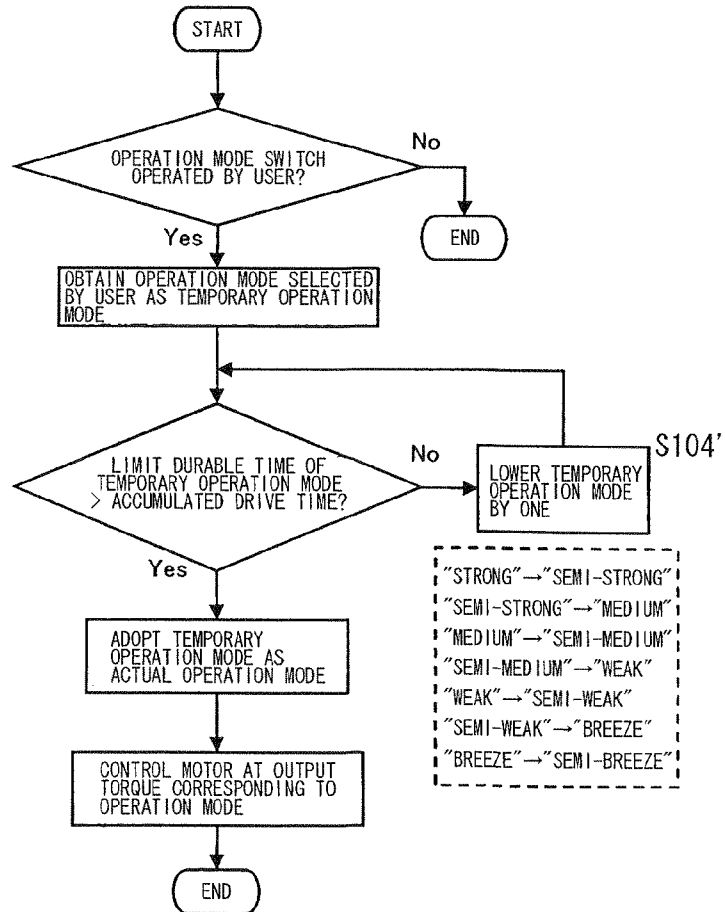 START
OPERATION MODE SWITCH
OPERATED BY USER?
No
END
Yes
OBTAIN OPERATION MODE SELECTED
BY USER AS TEMPORARY OPERATION
MODE
LIMIT DURABLE TIME OF
TEMPORARY OPERATION MODE
> ACCUMULATED DRIVE TIME?
No
S104'
LOWER TEMPORARY
OPERATION MODE
BY ONE
"STRONG"→"SEMI-STRONG"
"SEMI-STRONG"→"MEDIUM"
"MEDIUM"→"SEMI-MEDIUM"
"SEMI-MEDIUM"→"WEAK"
"WEAK"→"SEMI-WEAK"
"SEMI-WEAK"→"BREEZE"
"BREEZE"→"SEMI-BREEZE"
Yes
ADOPT TEMPORARY
OPERATION MODE AS
ACTUAL OPERATION MODE
CONTROL MOTOR AT OUTPUT
TORQUE CORRESPONDING TO
OPERATION MODE
END